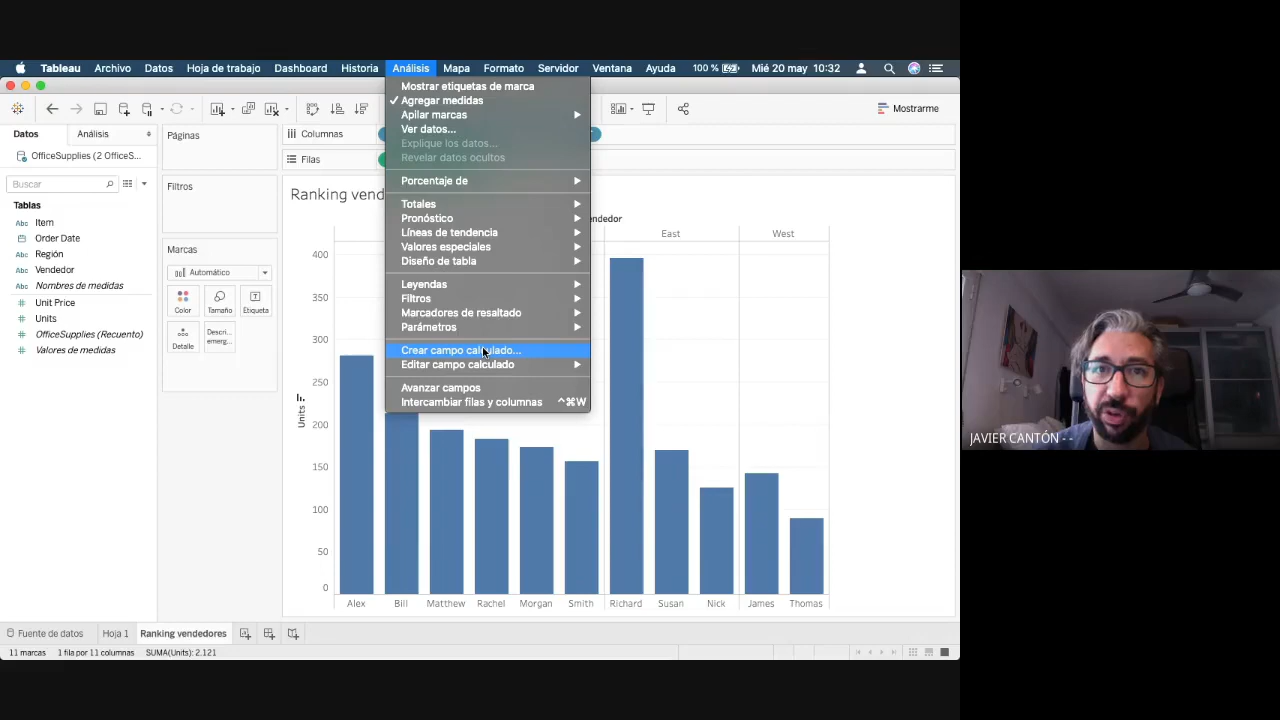 Tableau Archivo Datos Hoja de trabajo Dashboard Historia Análisis Mapa Formato Servidor Ventana Ayuda 100 % Mié 20 may 10:32
Mostrarme
Datos Análisis
OfficeSupplies (2 OfficeS...
Buscar
Tablas
Abc Item
Order Date
Abc Región
Abc Vendedor
Abc Nombres de medidas
Unit Price
Units
OfficeSupplies (Recuento)
Valores de medidas
Páginas
Filtros
Marcas
Automático
Color Tamaño Etiqueta
Detalle Descri... emerg...
Columns
Filas
Mostrar etiquetas de marca
✓ Agregar medidas
Apilar marcas
Ver datos...
Explique los datos...
Revelar datos ocultos
Porcentaje de
Totales
Pronóstico
Líneas de tendencia
Valores especiales
Diseño de tabla
Leyendas
Filtros
Marcadores de resaltado
Parámetros
Crear campo calculado...
Editar campo calculado
Avanzar campos
Intercambiar filas y columnas ^⌘W
Ranking vend
endedor
East West
400
350
300
250
200
150
100
50
0
Units
Alex Bill Matthew Rachel Morgan Smith Richard Susan Nick James Thomas
Fuente de datos Hoja 1 Ranking vendedores
11 marcas 1 fila por 11 columnas SUMA(Units): 2.121
JAVIER CANTÓN - -